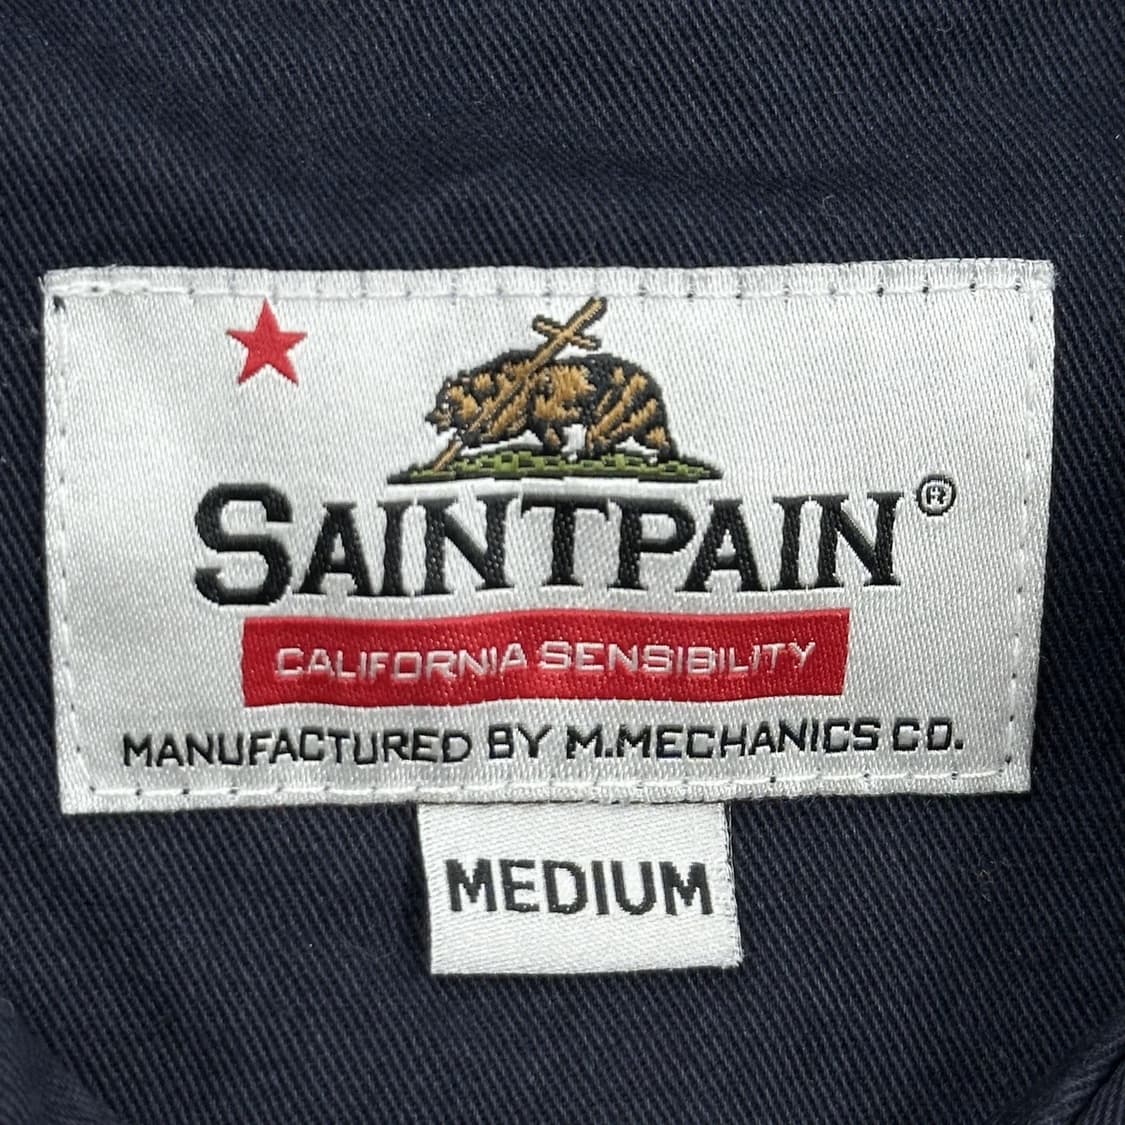 SAINTPAIN®
CALIFORNIA SENSIBILITY
MANUFACTURED BY M.MECHANICS CO.
MEDIUM